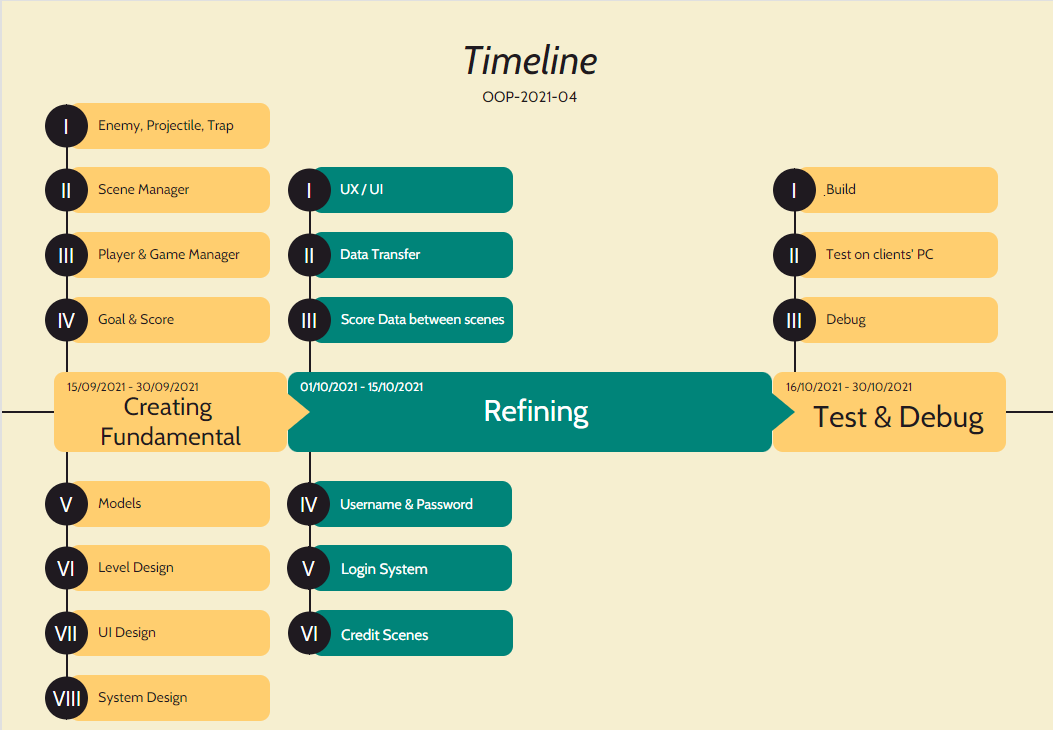 Timeline
OOP-2021-04
I
Enemy, Projectile, Trap
II
Scene Manager
III
Player & Game Manager
IV
Goal & Score
15/09/2021 - 30/09/2021
Creating
Fundamental
V
Models
VI
Level Design
VII
UI Design
VIII
System Design
I
UX / UI
II
Data Transfer
III
Score Data between scenes
01/10/2021 - 15/10/2021
Refining
IV
Username & Password
V
Login System
VI
Credit Scenes
I
.Build
II
Test on clients' PC
III
Debug
16/10/2021 - 30/10/2021
Test & Debug